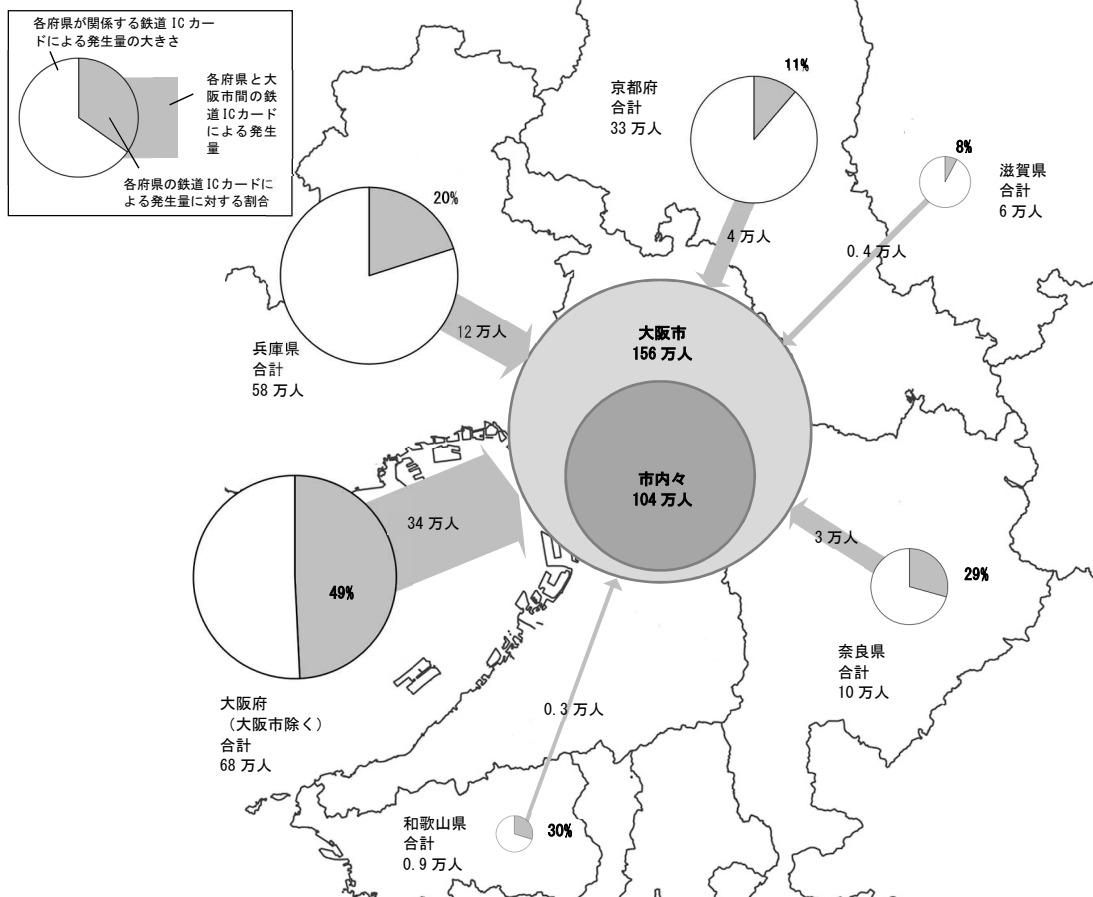 各府県が関係する鉄道 IC カー
ドによる発生量の大きさ
各府県と大
阪市間の鉄
道 IC カード
による発生
量
各府県の鉄道 IC カードに
よる発生量に対する割合
京都府
合計
33 万人
11%
4 万人
滋賀県
合計
6 万人
8%
0.4 万人
20%
兵庫県
合計
58 万人
12 万人
大阪市
156 万人
市内々
104 万人
34 万人
49%
大阪府
（大阪市除く）
合計
68 万人
3 万人
29%
奈良県
合計
10 万人
0.3 万人
和歌山県
合計
0.9 万人
30%